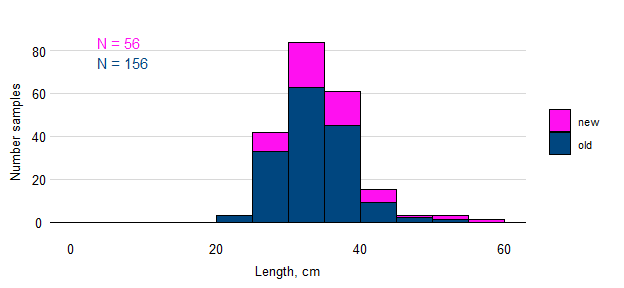 N = 56
N = 156
80
60
40
20
0
Number samples
0 20 40 60
Length, cm
new
old